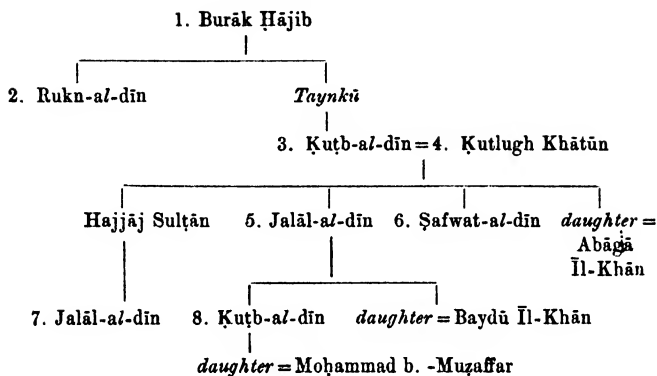 1. Burāk Ḥājib
2. Rukn-al-dīn Taynkū
3. Ḳuṭb-al-dīn = 4. Ḳutlugh Khātūn
Hajjāj Sulṭān 5. Jalāl-al-dīn 6. Ṣafwat-al-dīn daughter =
Abāgā
Īl-Khān
7. Jalāl-al-dīn 8. Ḳuṭb-al-dīn daughter = Baydū Īl-Khān
daughter = Moḥammad b. -Muẓaffar